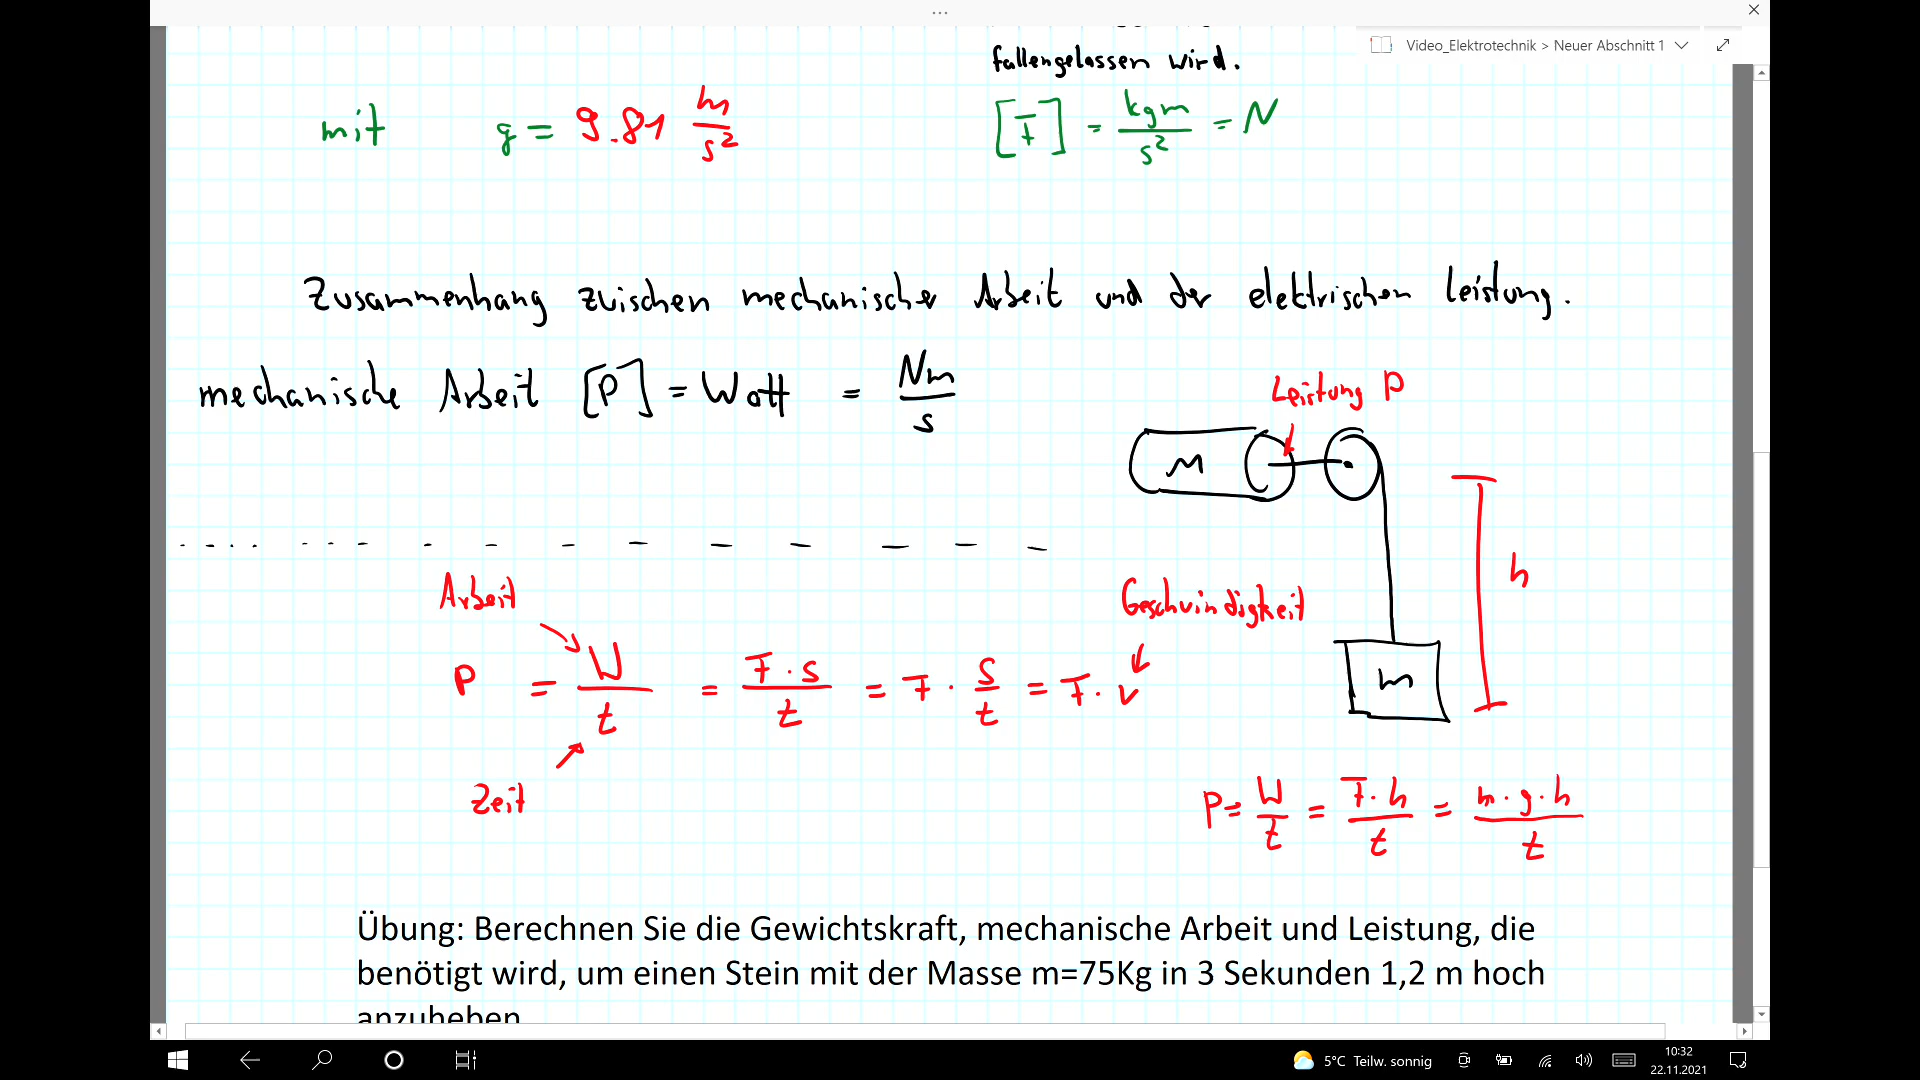 ...
Video_Elektrotechnik > Neuer Abschnitt 1
fallengelassen wird.
mit g = 9.81 m/s²
[F] = kgm/s² = N
Zusammenhang zwischen mechanischer Arbeit und der elektrischen Leistung.
mechanische Arbeit [P] = Watt = Nm/s
Leistung P
M
h
m
Arbeit
Geschwindigkeit
P = W/t = F·s/t = F · s/t = F · v
Zeit
P = W/t = F·h/t = m·g·h/t
Übung: Berechnen Sie die Gewichtskraft, mechanische Arbeit und Leistung, die
benötigt wird, um einen Stein mit der Masse m=75Kg in 3 Sekunden 1,2 m hoch
anzuheben
5°C Teilw. sonnig
10:32
22.11.2021